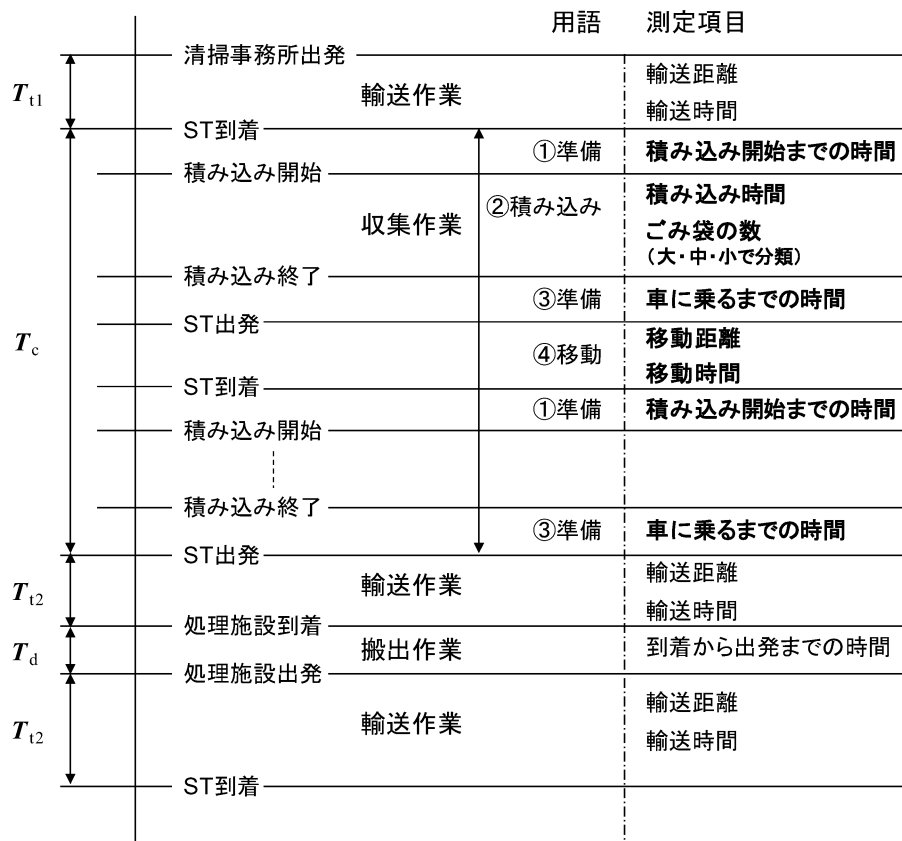 用語 測定項目
清掃事務所出発
T_t1 輸送作業 輸送距離
輸送時間
ST到着
①準備 積み込み開始までの時間
積み込み開始
収集作業 ②積み込み 積み込み時間
ごみ袋の数
（大・中・小で分類）
積み込み終了
③準備 車に乗るまでの時間
ST出発
T_c ④移動 移動距離
移動時間
ST到着
①準備 積み込み開始までの時間
積み込み開始
積み込み終了
③準備 車に乗るまでの時間
ST出発
T_t2 輸送作業 輸送距離
輸送時間
処理施設到着
T_d 搬出作業 到着から出発までの時間
処理施設出発
T_t2 輸送作業 輸送距離
輸送時間
ST到着